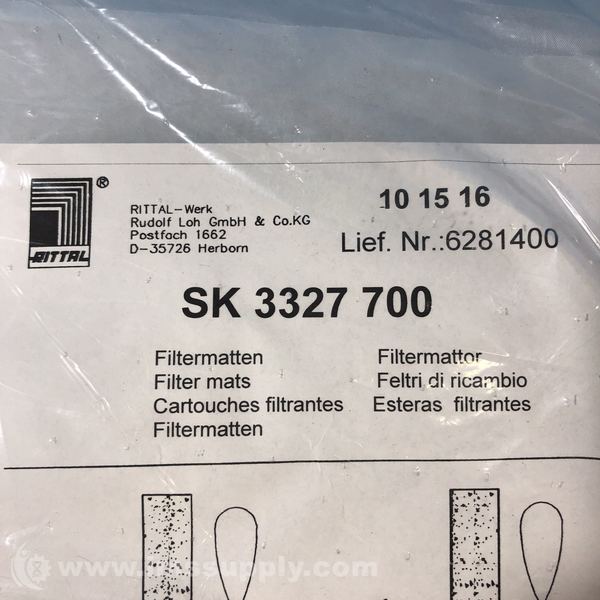 ®
RITTAL
RITTAL-Werk
Rudolf Loh GmbH & Co.KG
Postfach 1662
D-35726 Herborn
10 15 16
Lief. Nr.:6281400
SK 3327 700
Filtermatten
Filter mats
Cartouches filtrantes
Filtermatten
Filtermattor
Feltri di ricambio
Esteras filtrantes